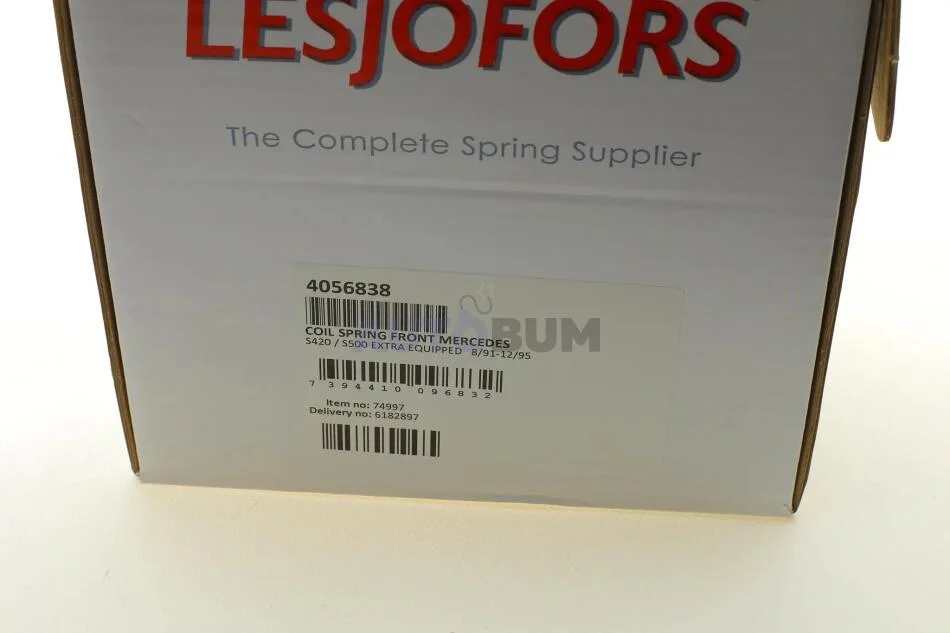 LESJOFORS
The Complete Spring Supplier
4056838
COIL SPRING FRONT MERCEDES
S420 / S500 EXTRA EQUIPPED 8/91-12/95
7 394410 096832
Item no: 74997
Delivery no: 6182897
BUM